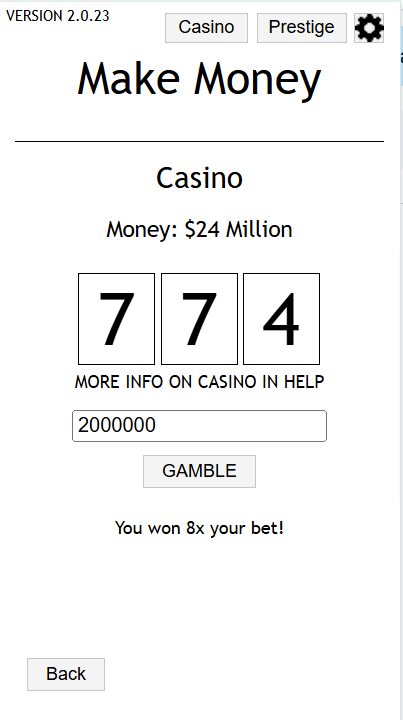 VERSION 2.0.23
Casino Prestige
Make Money
Casino
Money: $24 Million
7 7 4
MORE INFO ON CASINO IN HELP
2000000
GAMBLE
You won 8x your bet!
Back